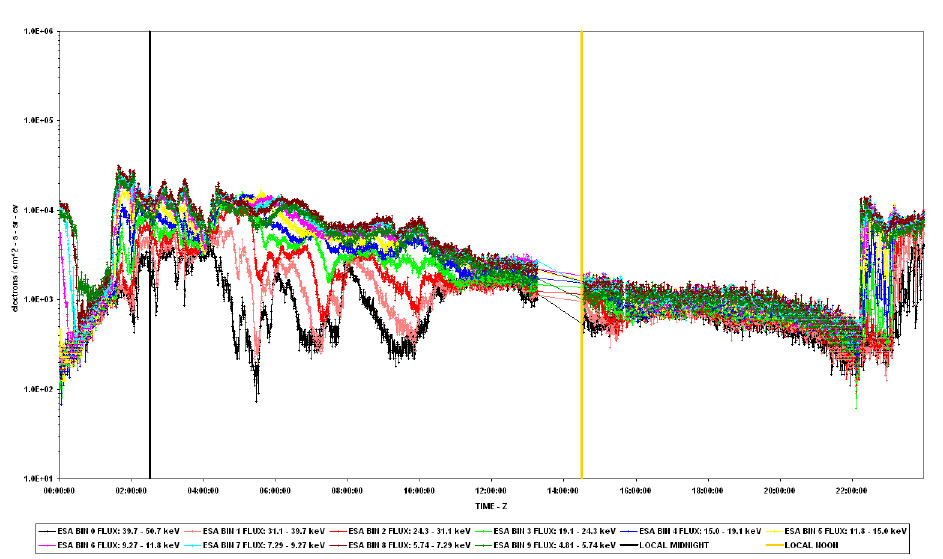 1.0E+06
1.0E+05
1.0E+04
1.0E+03
1.0E+02
1.0E+01
electrons (cm^2 - s - sr - ev)
00:00:00 02:00:00 04:00:00 06:00:00 08:00:00 10:00:00 12:00:00 14:00:00 16:00:00 18:00:00 20:00:00 22:00:00
TIME - Z
ESA BIN 0 FLUX: 39.7 - 50.7 keV ESA BIN 1 FLUX: 31.1 - 39.7 keV ESA BIN 2 FLUX: 24.3 - 31.1 keV ESA BIN 3 FLUX: 19.1 - 24.3 keV ESA BIN 4 FLUX: 15.0 - 19.1 keV ESA BIN 5 FLUX: 11.8 - 15.0 keV
ESA BIN 6 FLUX: 9.27 - 11.8 keV ESA BIN 7 FLUX: 7.29 - 9.27 keV ESA BIN 8 FLUX: 5.74 - 7.29 keV ESA BIN 9 FLUX: 4.81 - 5.74 keV LOCAL MIDNIGHT LOCAL NOON